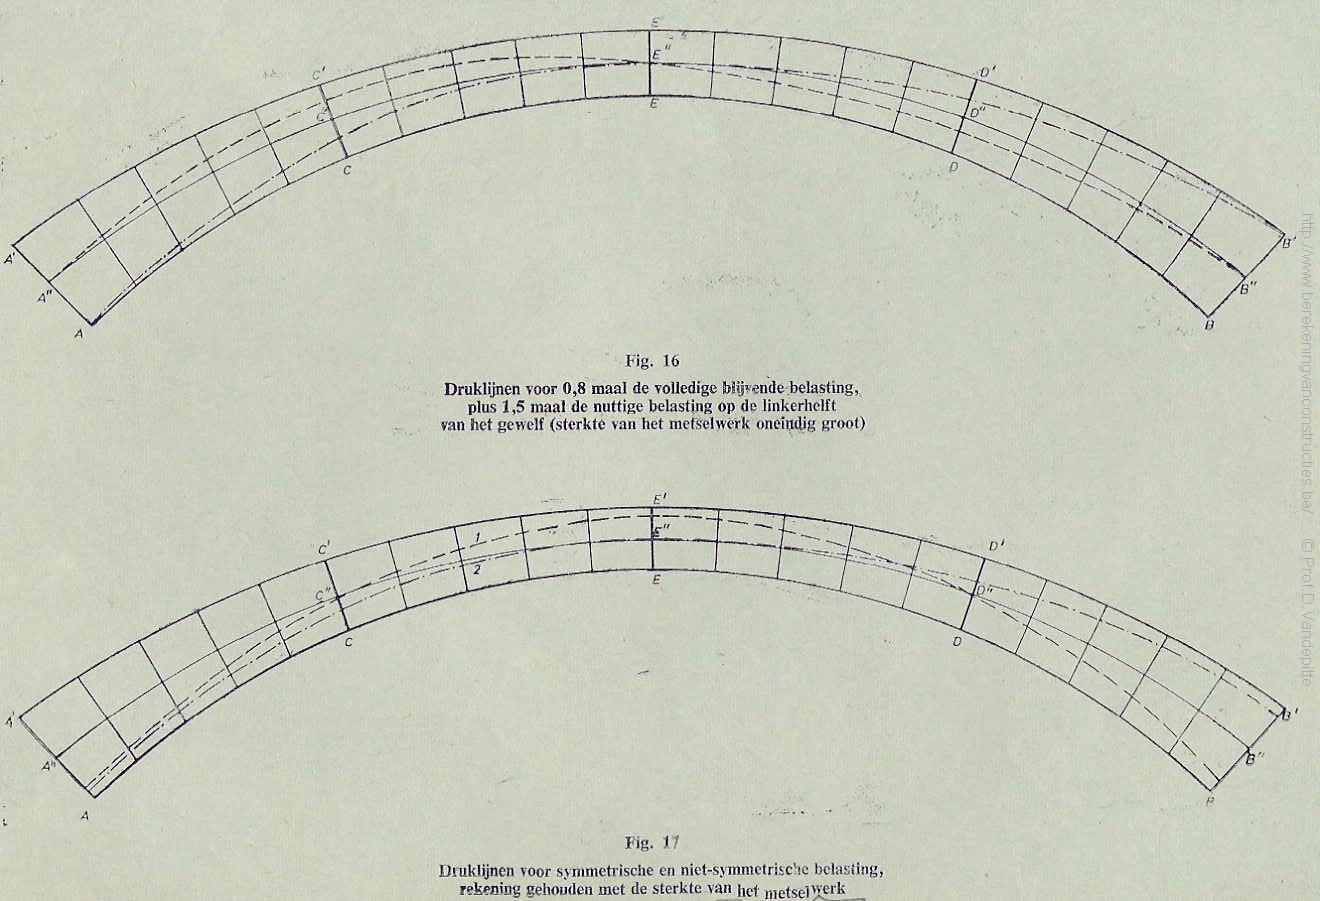 E'
C'
E"
D'
C"
E
D"
C
D
A'
B'
A"
B"
A
B
Fig. 16
Druklijnen voor 0,8 maal de volledige blijvende belasting,
plus 1,5 maal de nuttige belasting op de linkerhelft
van het gewelf (sterkte van het metselwerk oneindig groot)
E'
C'
1
E"
D'
2
C"
E
D"
C
D
A'
B'
A"
B"
A
B
Fig. 17
Druklijnen voor symmetrische en niet-symmetrische belasting,
rekening gehouden met de sterkte van het metselwerk
http://www.berekeningvanconstructies.be/ © Prof D Vandepitte